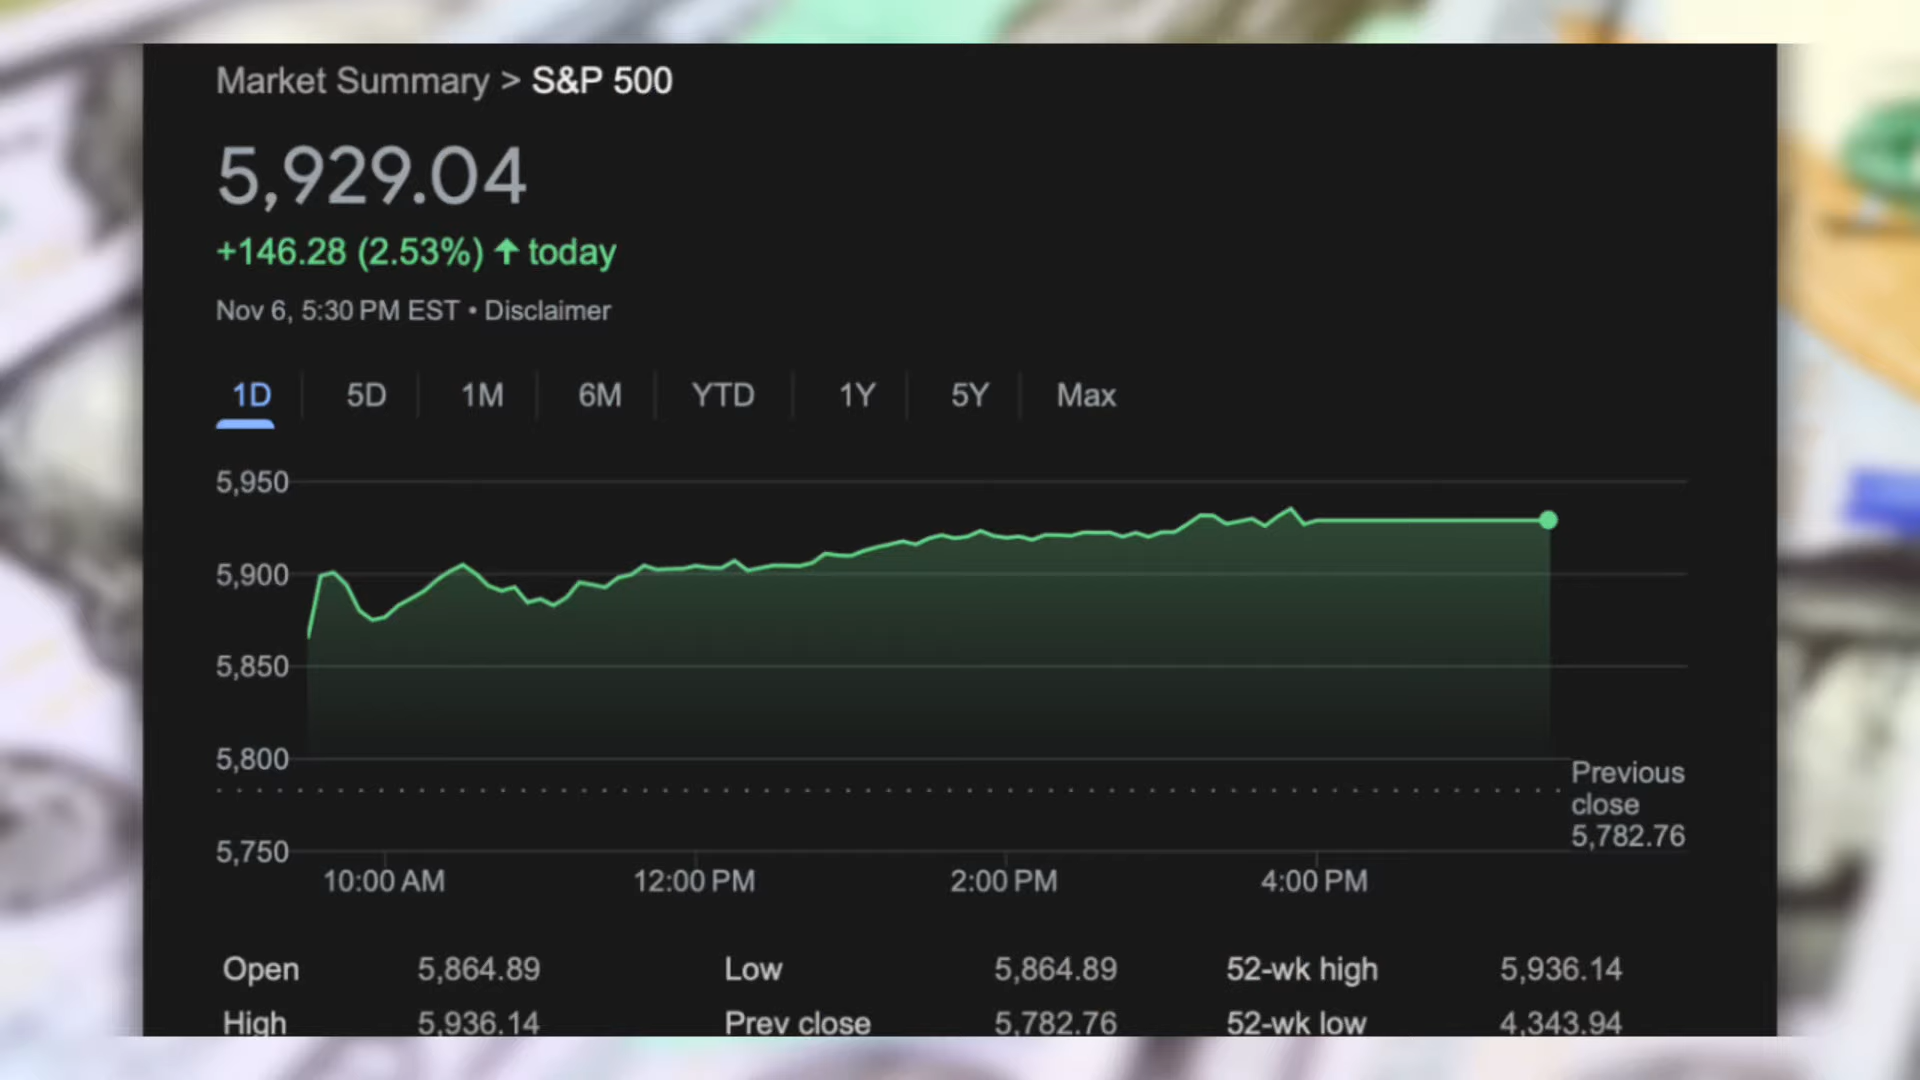 Market Summary > S&P 500
5,929.04
+146.28 (2.53%) ↑ today
Nov 6, 5:30 PM EST • Disclaimer
1D 5D 1M 6M YTD 1Y 5Y Max
5,950
5,900
5,850
5,800
Previous
close
5,782.76
5,750
10:00 AM 12:00 PM 2:00 PM 4:00 PM
Open 5,864.89 Low 5,864.89 52-wk high 5,936.14
High 5,936.14 Prev close 5,782.76 52-wk low 4,343.94